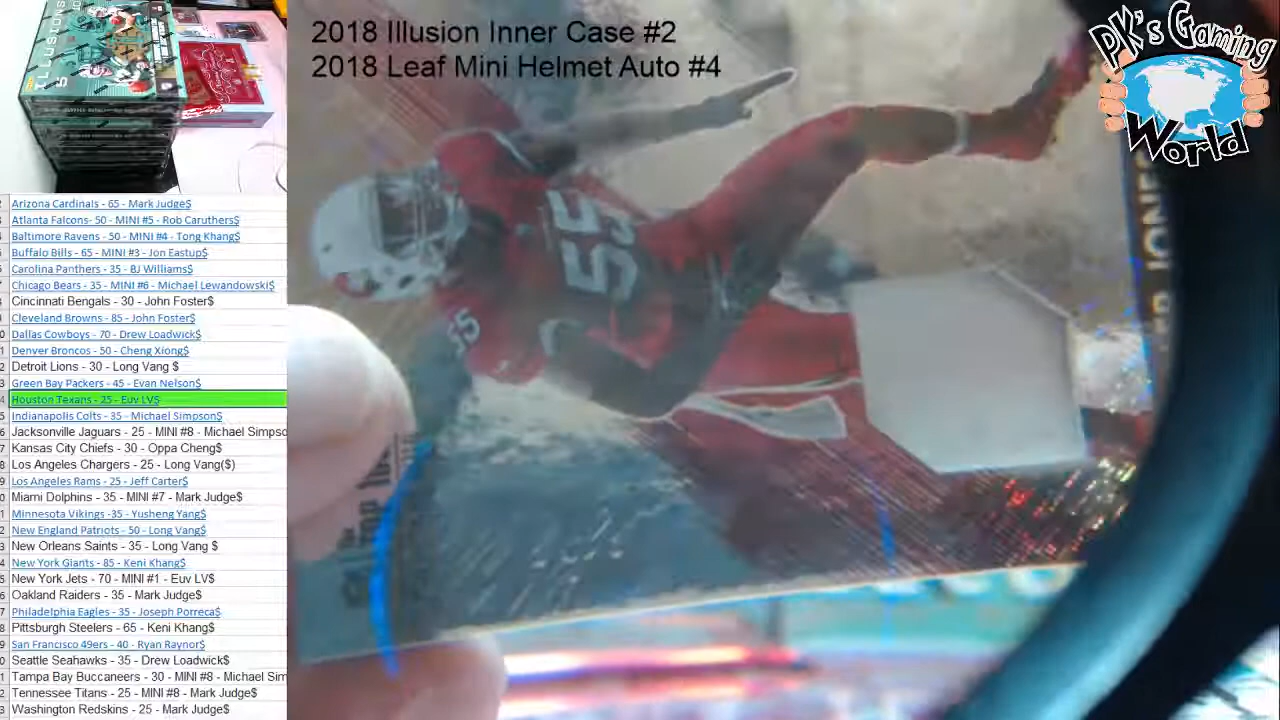 2018 Illusion Inner Case #2
2018 Leaf Mini Helmet Auto #4
PK's Gaming
World
ILLUSIONS
5
55
55
Arizona Cardinals - 65 - Mark Judge$
Atlanta Falcons- 50 - MINI #5 - Rob Caruthers$
Baltimore Ravens - 50 - MINI #4 - Tong Khang$
Buffalo Bills - 65 - MINI #3 - Jon Eastup$
Carolina Panthers - 35 - BJ Williams$
Chicago Bears - 35 - MINI #6 - Michael Lewandowski$
Cincinnati Bengals - 30 - John Foster$
Cleveland Browns - 85 - John Foster$
Dallas Cowboys - 70 - Drew Loadwick$
Denver Broncos - 50 - Cheng Xiong$
Detroit Lions - 30 - Long Vang $
Green Bay Packers - 45 - Evan Nelson$
Houston Texans - 25 - Euv LV$
Indianapolis Colts - 35 - Michael Simpson$
Jacksonville Jaguars - 25 - MINI #8 - Michael Simpso
Kansas City Chiefs - 30 - Oppa Cheng$
Los Angeles Chargers - 25 - Long Vang($)
Los Angeles Rams - 25 - Jeff Carter$
Miami Dolphins - 35 - MINI #7 - Mark Judge$
Minnesota Vikings -35 - Yusheng Yang$
New England Patriots - 50 - Long Vang$
New Orleans Saints - 35 - Long Vang $
New York Giants - 85 - Keni Khang$
New York Jets - 70 - MINI #1 - Euv LV$
Oakland Raiders - 35 - Mark Judge$
Philadelphia Eagles - 35 - Joseph Porreca$
Pittsburgh Steelers - 65 - Keni Khang$
San Francisco 49ers - 40 - Ryan Raynor$
Seattle Seahawks - 35 - Drew Loadwick$
Tampa Bay Buccaneers - 30 - MINI #8 - Michael Sim
Tennessee Titans - 25 - MINI #8 - Mark Judge$
Washington Redskins - 25 - Mark Judge$